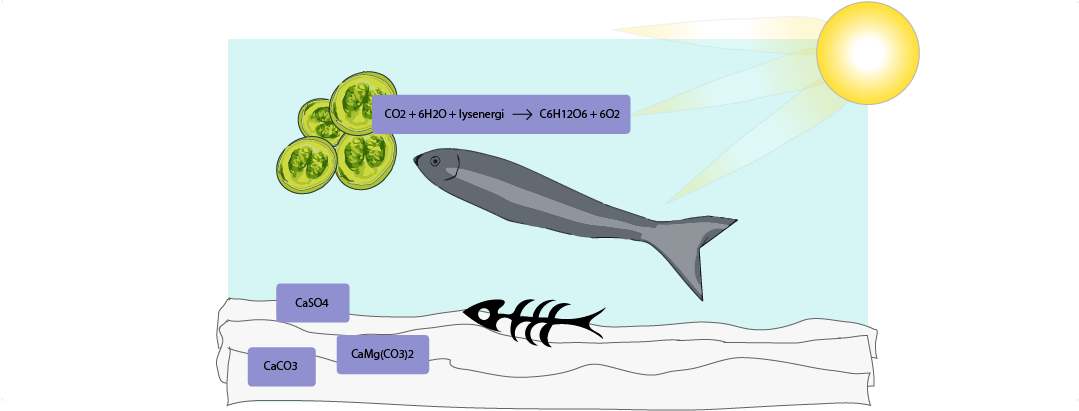 CO2 + 6H2O + lysenergi → C6H12O6 + 6O2
CaSO4
CaMg(CO3)2
CaCO3